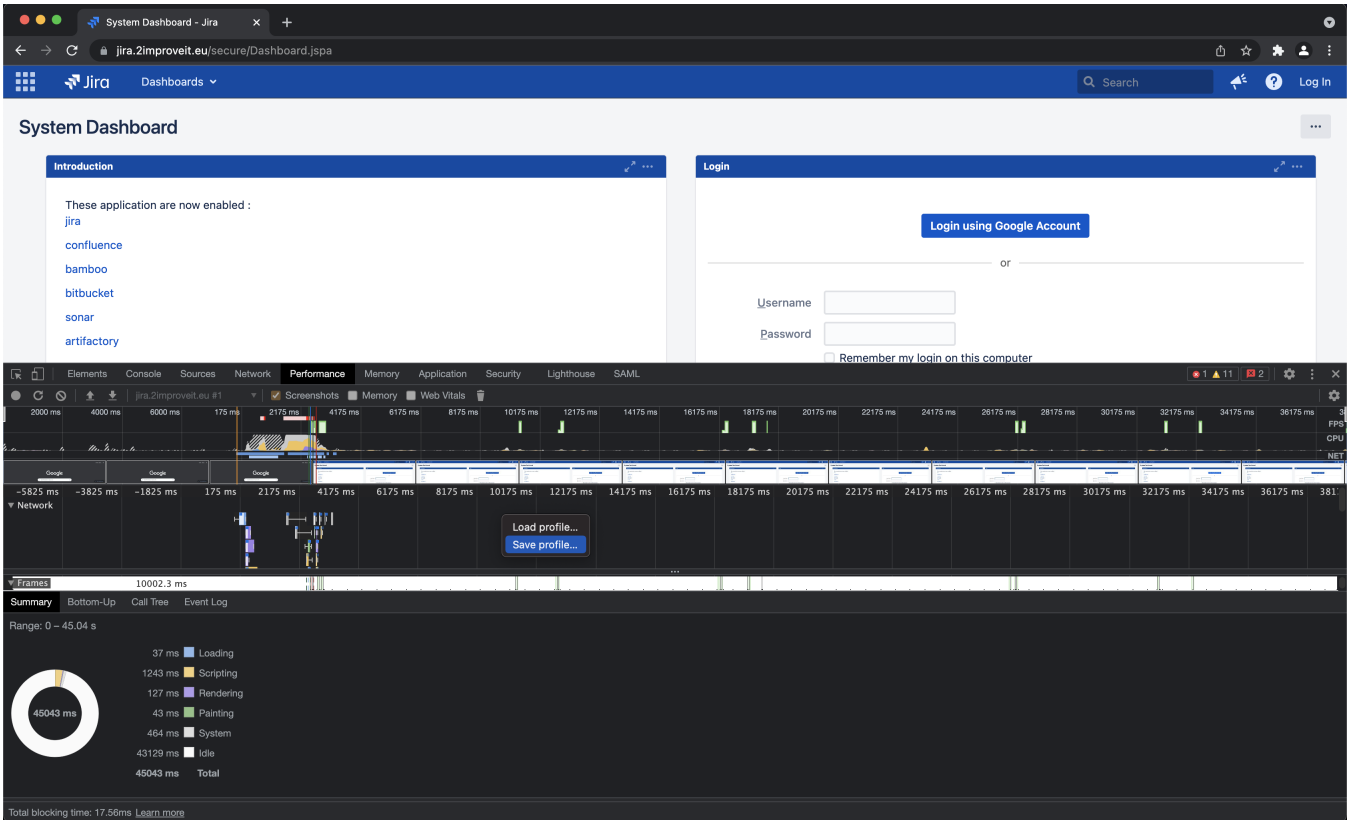 System Dashboard - Jira
jira.2improveit.eu/secure/Dashboard.jspa
Jira Dashboards Search Log In
System Dashboard
Introduction
These application are now enabled :
jira
confluence
bamboo
bitbucket
sonar
artifactory
Login
Login using Google Account
or
Username
Password
Remember my login on this computer
Elements Console Sources Network Performance Memory Application Security Lighthouse SAML 1 11 2
jira.2improveit.eu #1 Screenshots Memory Web Vitals
2000 ms 4000 ms 6000 ms 175 ms 2175 ms 4175 ms 6175 ms 8175 ms 10175 ms 12175 ms 14175 ms 16175 ms 18175 ms 20175 ms 22175 ms 24175 ms 26175 ms 28175 ms 30175 ms 32175 ms 34175 ms 36175 ms
FPS
CPU
NET
Google Google Google
-5825 ms -3825 ms -1825 ms 175 ms 2175 ms 4175 ms 6175 ms 8175 ms 10175 ms 12175 ms 14175 ms 16175 ms 18175 ms 20175 ms 22175 ms 24175 ms 26175 ms 28175 ms 30175 ms 32175 ms 34175 ms 36175 ms
Network
Load profile...
Save profile...
Frames 10002.3 ms
Summary Bottom-Up Call Tree Event Log
Range: 0 – 45.04 s
37 ms Loading
1243 ms Scripting
127 ms Rendering
43 ms Painting
464 ms System
43129 ms Idle
45043 ms Total
45043 ms
Total blocking time: 17.56ms Learn more